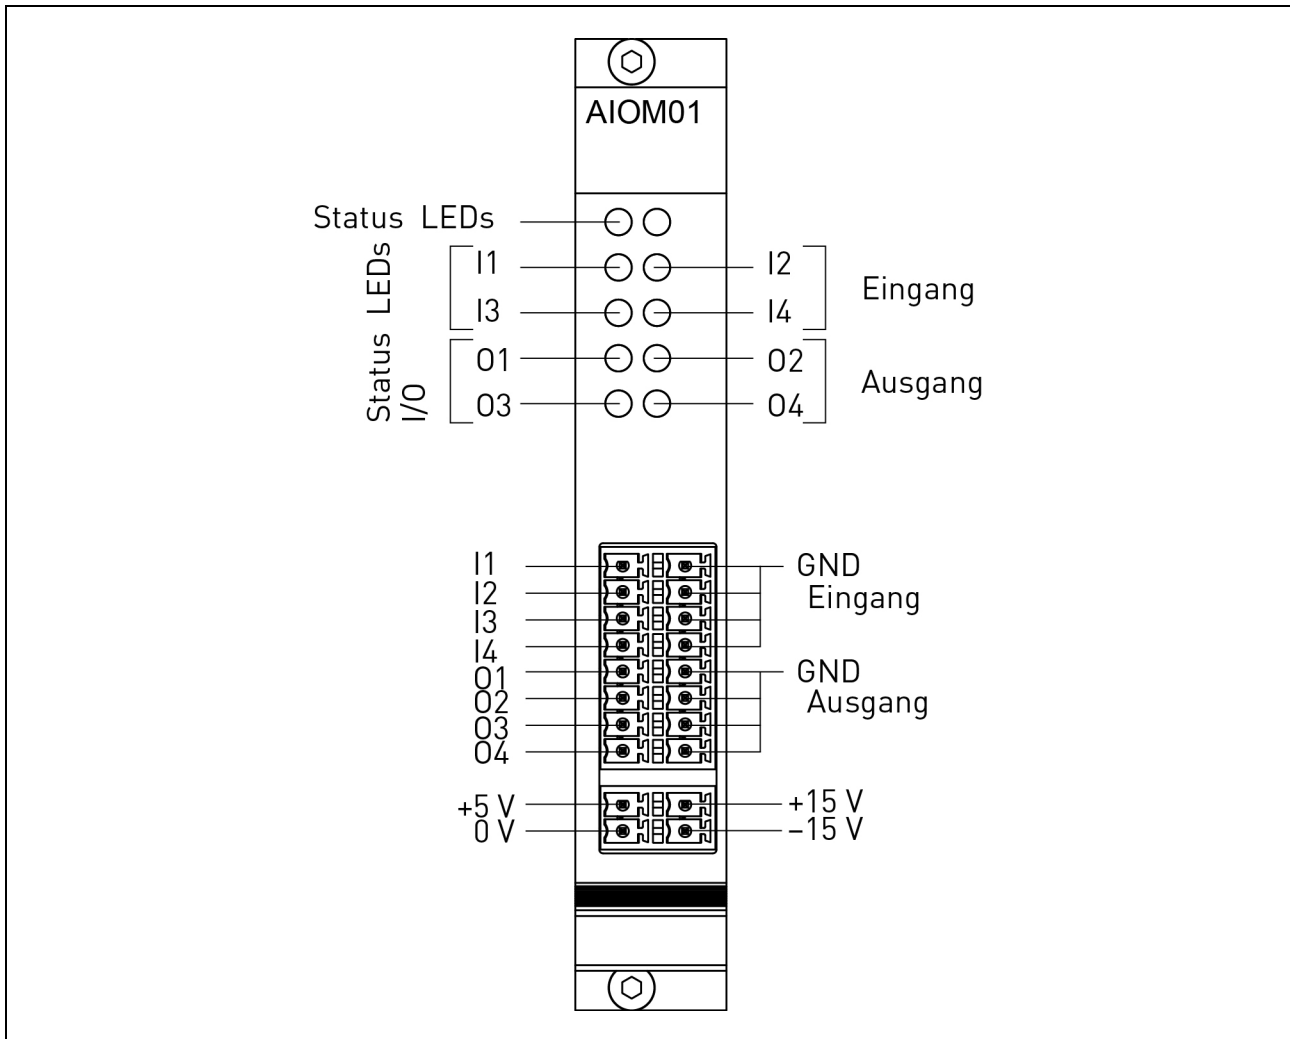 AIOM01
Status LEDs
Status LEDs
I/O
I1
I2
I3
I4
Eingang
O1
O2
O3
O4
Ausgang
I1
I2
I3
I4
O1
O2
O3
O4
GND
Eingang
GND
Ausgang
+5 V
0 V
+15 V
–15 V